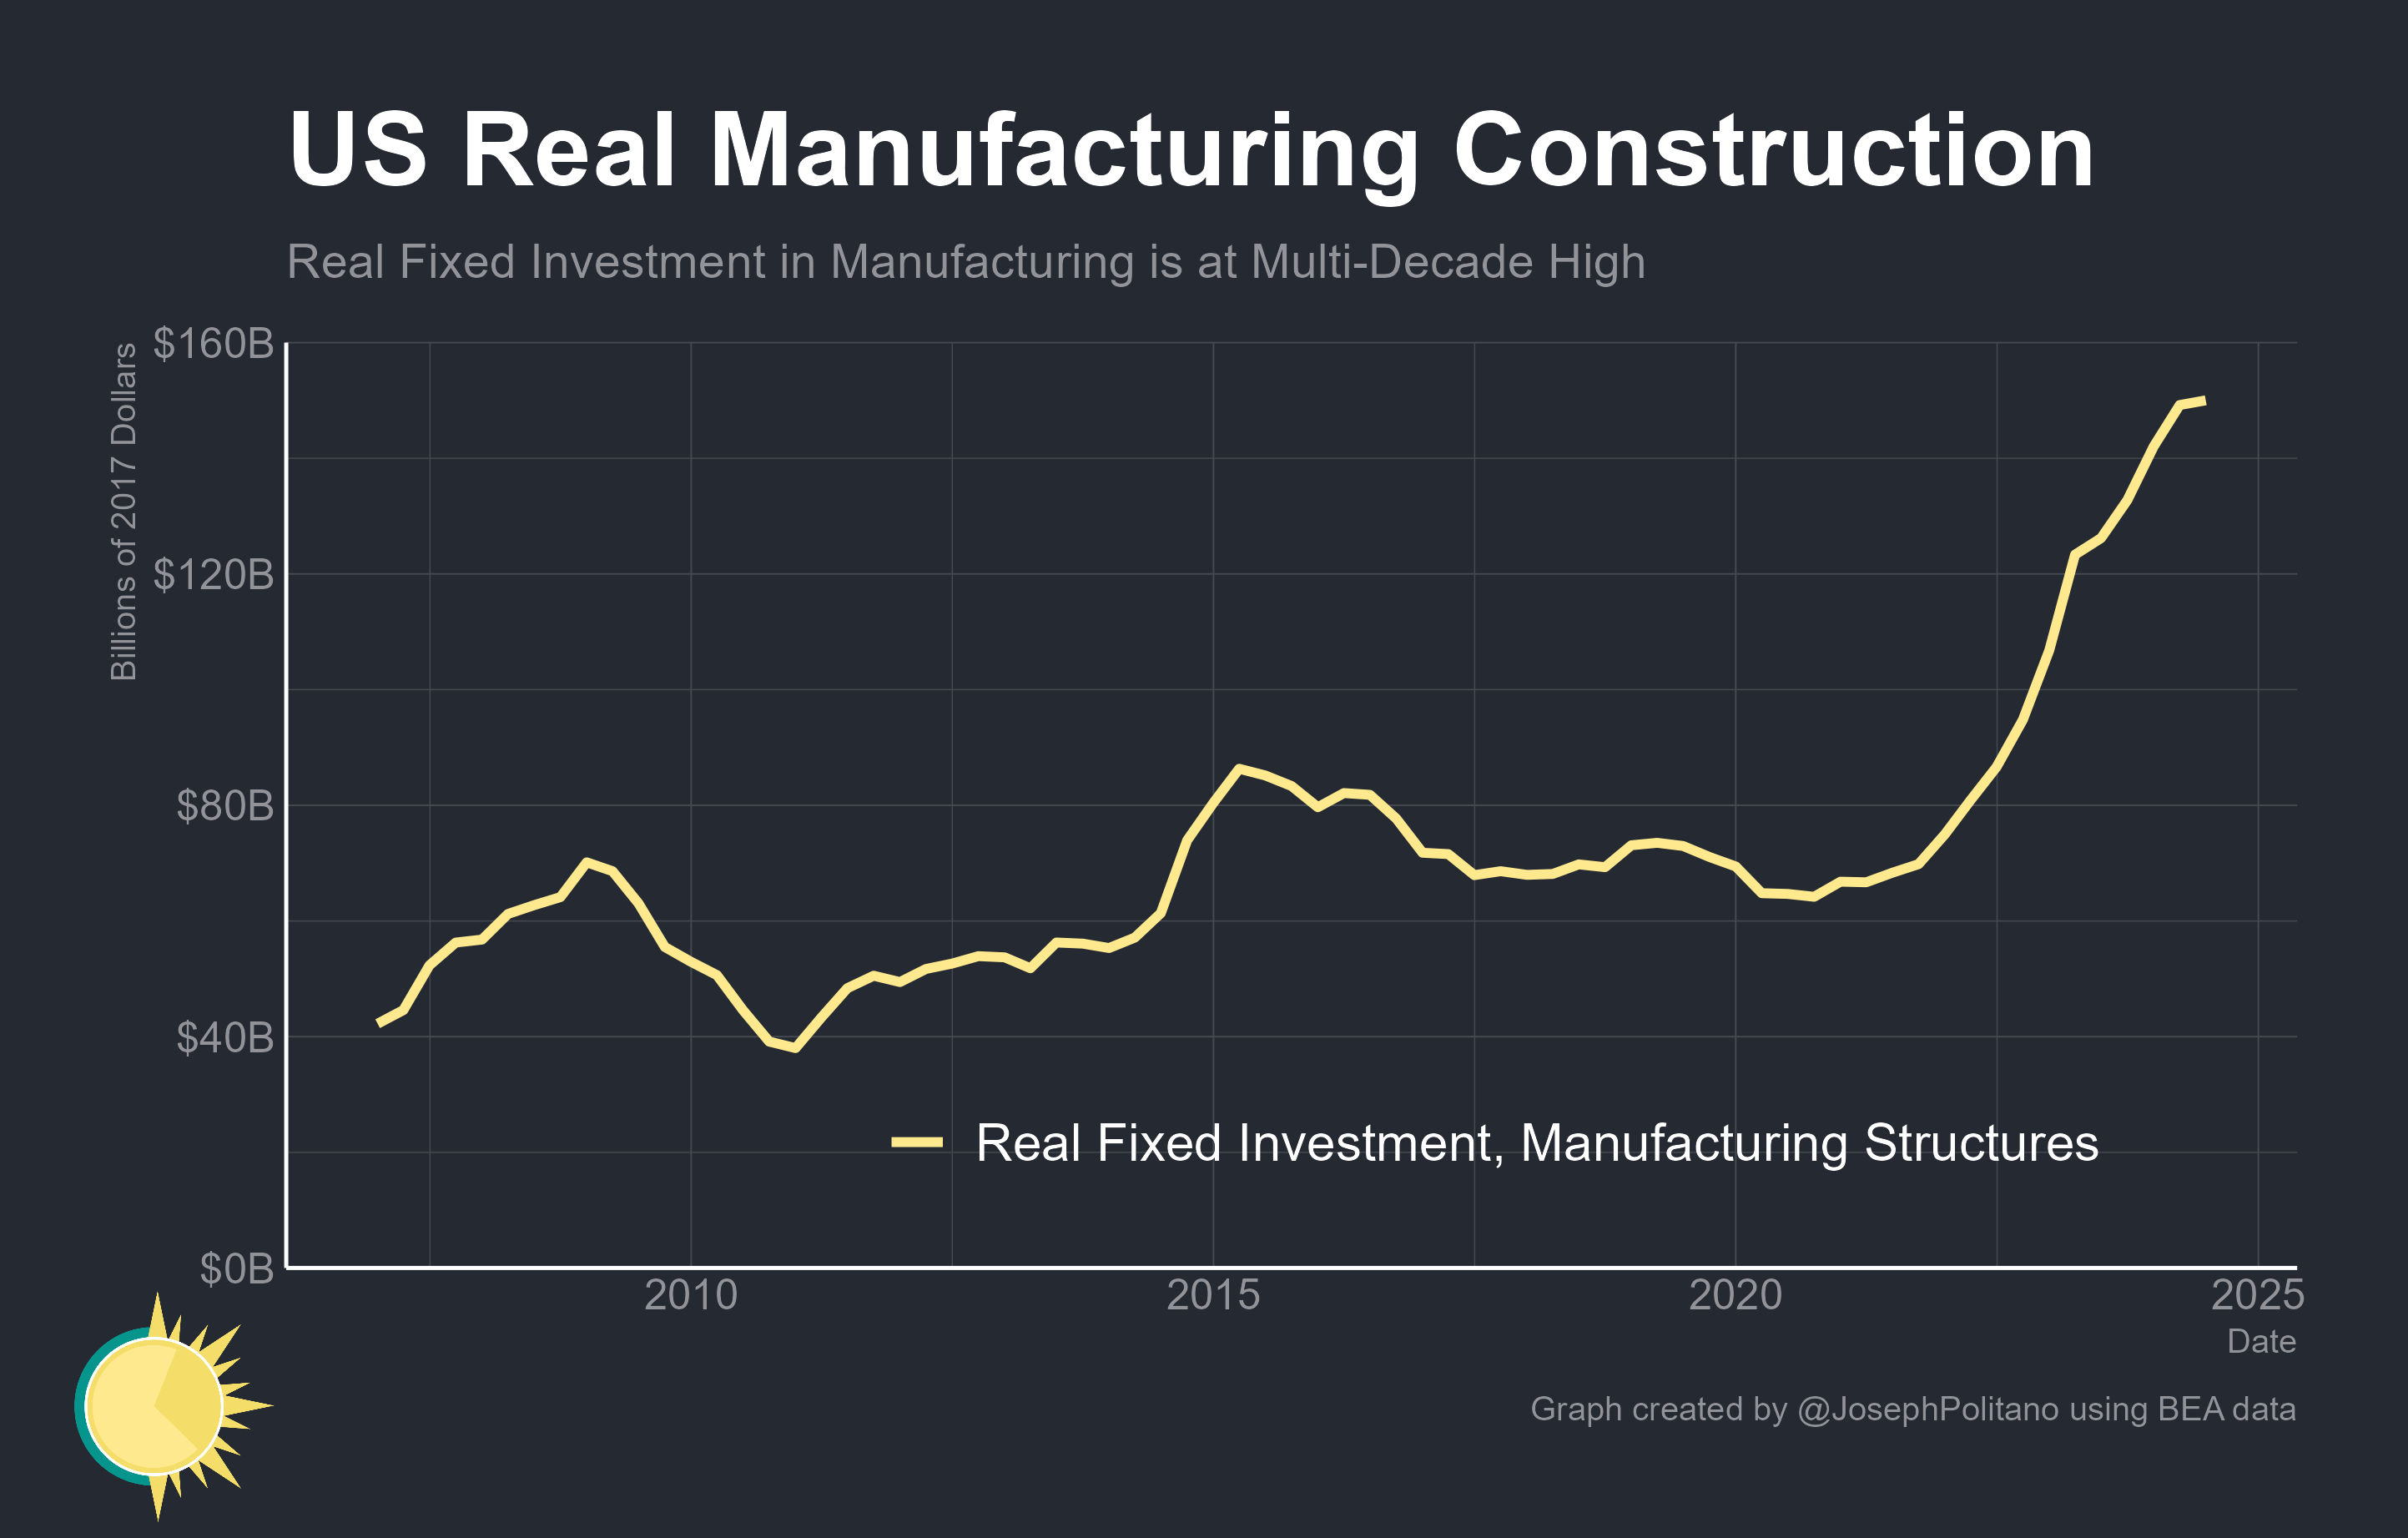 US Real Manufacturing Construction
Real Fixed Investment in Manufacturing is at Multi-Decade High
Billions of 2017 Dollars
$160B
$120B
$80B
$40B
$0B
Real Fixed Investment, Manufacturing Structures
2010
2015
2020
2025
Date
Graph created by @JosephPolitano using BEA data